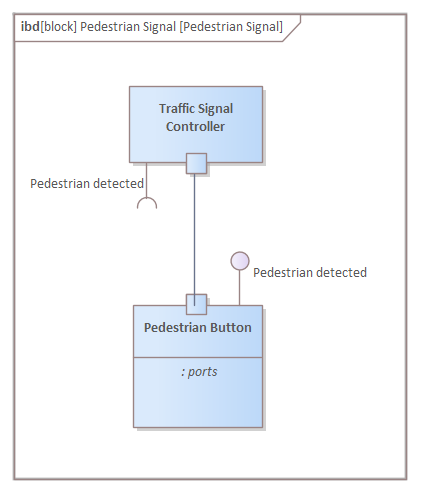 ibd[block] Pedestrian Signal [Pedestrian Signal]
Traffic Signal
Controller
Pedestrian detected
Pedestrian detected
Pedestrian Button
: ports